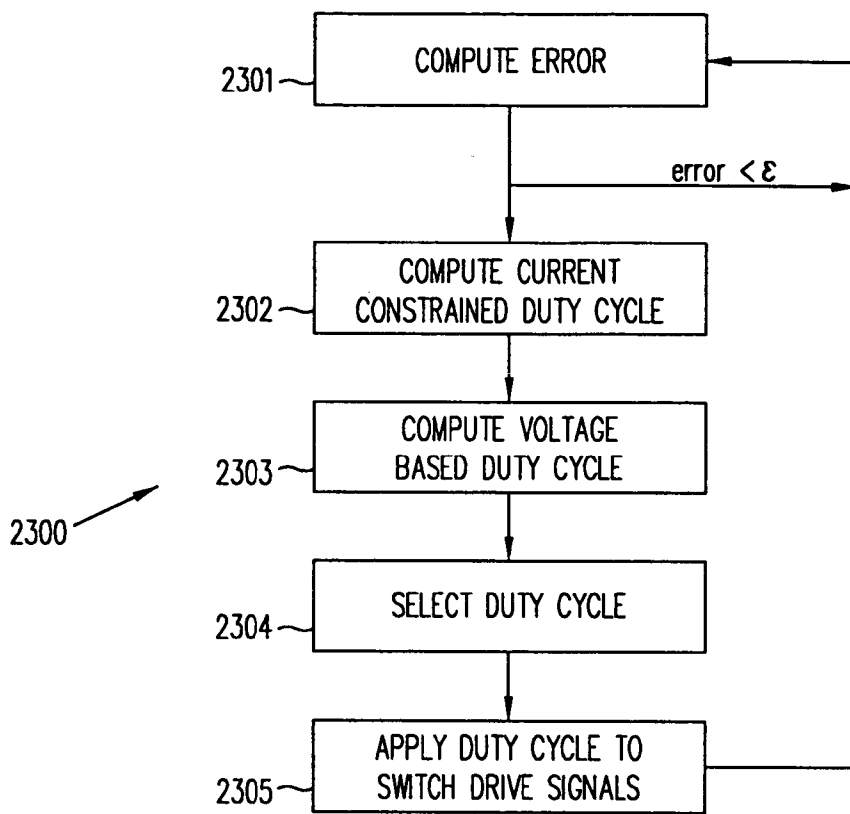 COMPUTE ERROR
2301
error < ε
COMPUTE CURRENT
CONSTRAINED DUTY CYCLE
2302
COMPUTE VOLTAGE
BASED DUTY CYCLE
2303
2300
SELECT DUTY CYCLE
2304
APPLY DUTY CYCLE TO
SWITCH DRIVE SIGNALS
2305